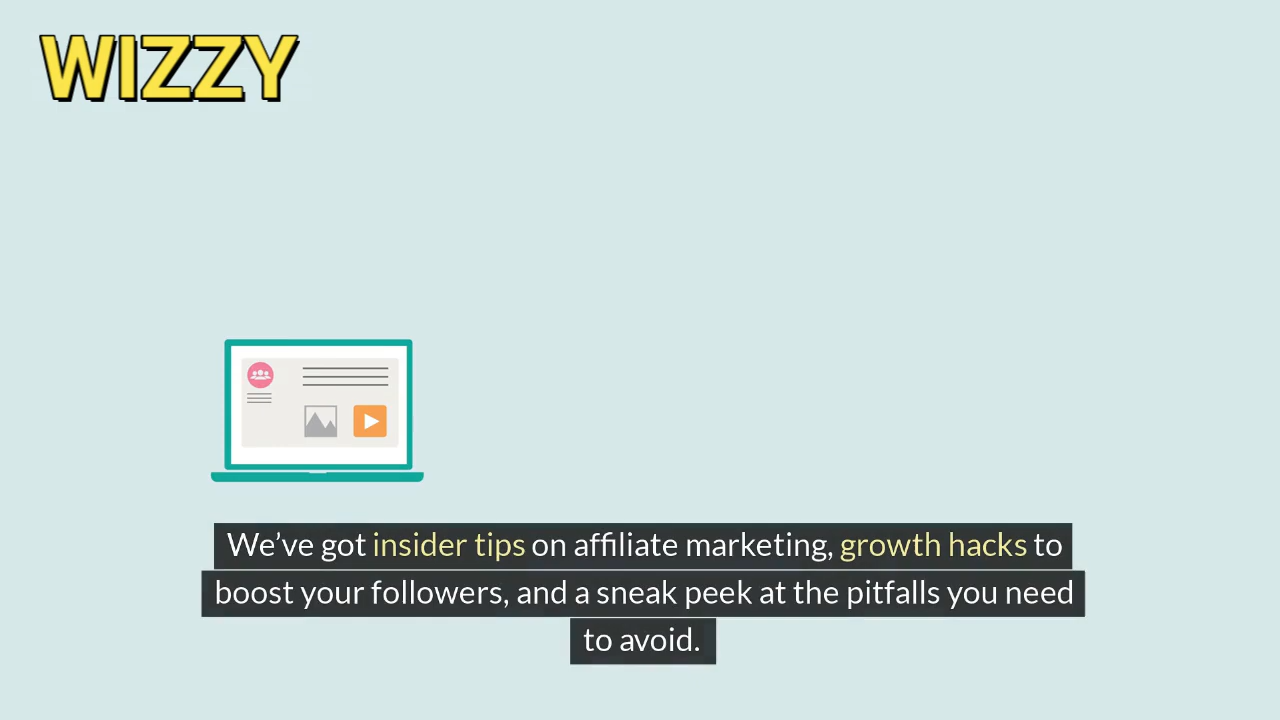 WIZZY
We’ve got insider tips on affiliate marketing, growth hacks to
boost your followers, and a sneak peek at the pitfalls you need
to avoid.